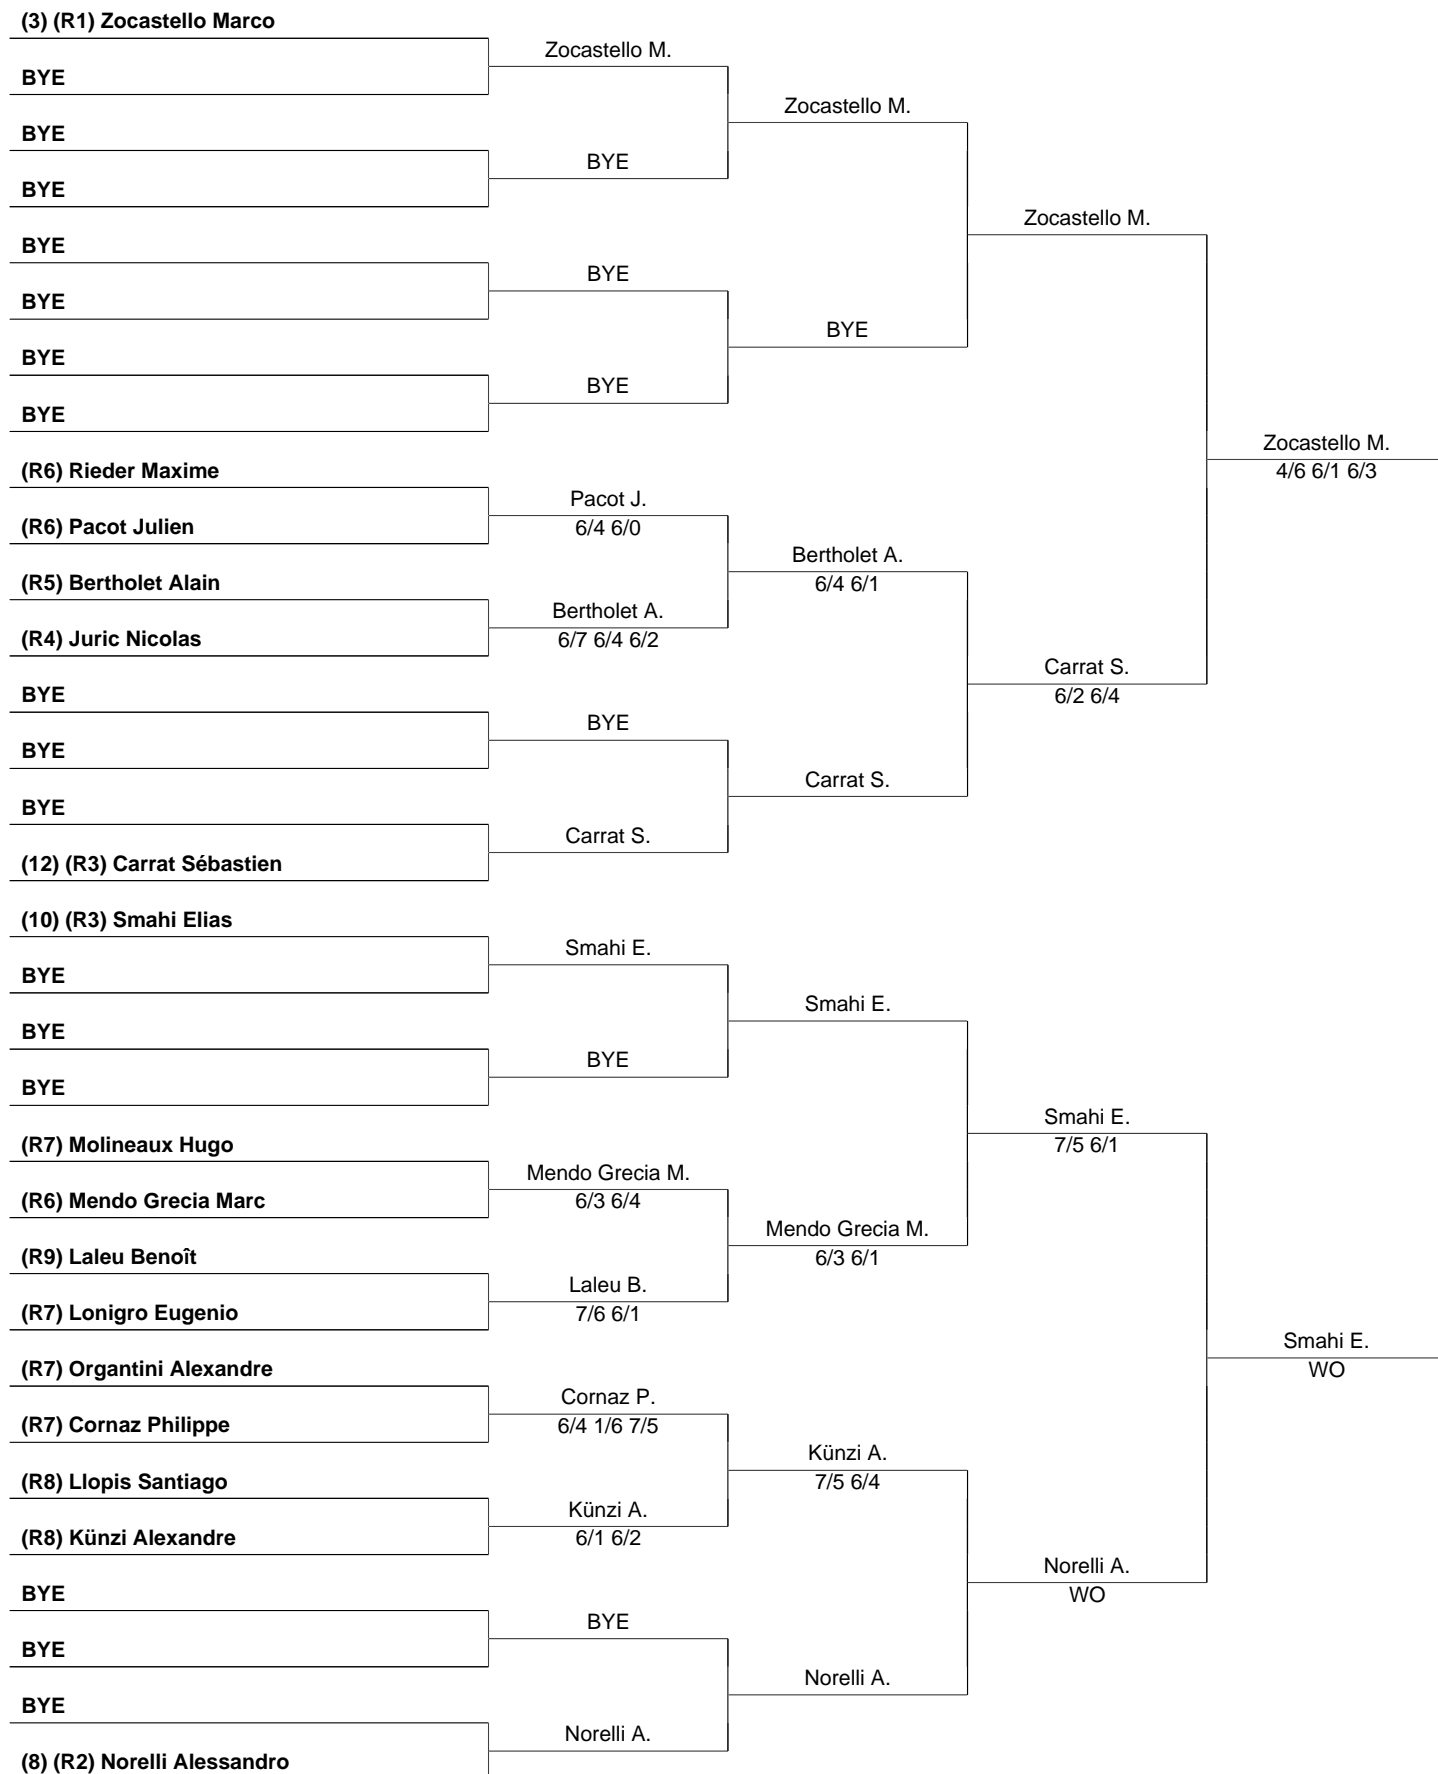 (3) (R1) Zocastello Marco
Zocastello M.
BYE
Zocastello M.
BYE
BYE
BYE
Zocastello M.
BYE
BYE
BYE
BYE
BYE
BYE
BYE
Zocastello M.
4/6 6/1 6/3
(R6) Rieder Maxime
Pacot J.
6/4 6/0
(R6) Pacot Julien
Bertholet A.
6/4 6/1
(R5) Bertholet Alain
Bertholet A.
6/7 6/4 6/2
(R4) Juric Nicolas
Carrat S.
6/2 6/4
BYE
BYE
BYE
Carrat S.
BYE
Carrat S.
(12) (R3) Carrat Sébastien
(10) (R3) Smahi Elias
Smahi E.
BYE
Smahi E.
BYE
BYE
BYE
Smahi E.
7/5 6/1
(R7) Molineaux Hugo
Mendo Grecia M.
6/3 6/4
(R6) Mendo Grecia Marc
Mendo Grecia M.
6/3 6/1
(R9) Laleu Benoît
Laleu B.
7/6 6/1
(R7) Lonigro Eugenio
Smahi E.
WO
(R7) Organtini Alexandre
Cornaz P.
6/4 1/6 7/5
(R7) Cornaz Philippe
Künzi A.
7/5 6/4
(R8) Llopis Santiago
Künzi A.
6/1 6/2
(R8) Künzi Alexandre
Norelli A.
WO
BYE
BYE
BYE
Norelli A.
BYE
Norelli A.
(8) (R2) Norelli Alessandro